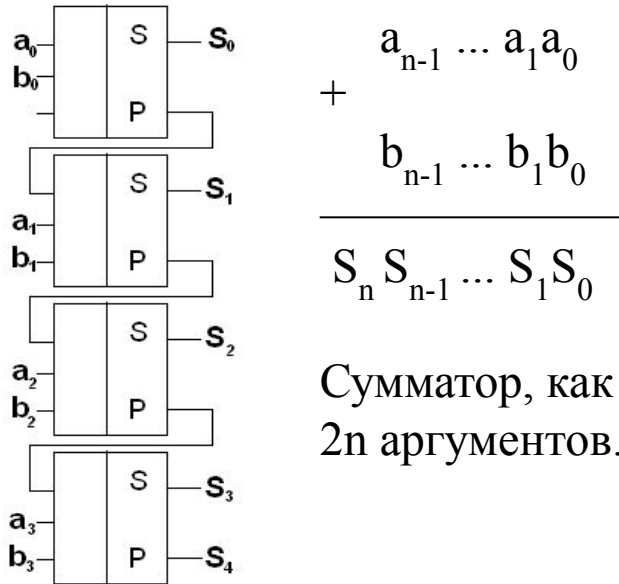 a₀ S S₀
b₀
P
S S₁
a₁
b₁ P
S S₂
a₂
b₂ P
S S₃
a₃
b₃ P S₄
aₙ₋₁ ... a₁a₀
+
bₙ₋₁ ... b₁b₀
Sₙ Sₙ₋₁ ... S₁S₀
Сумматор, как
2n аргументов.